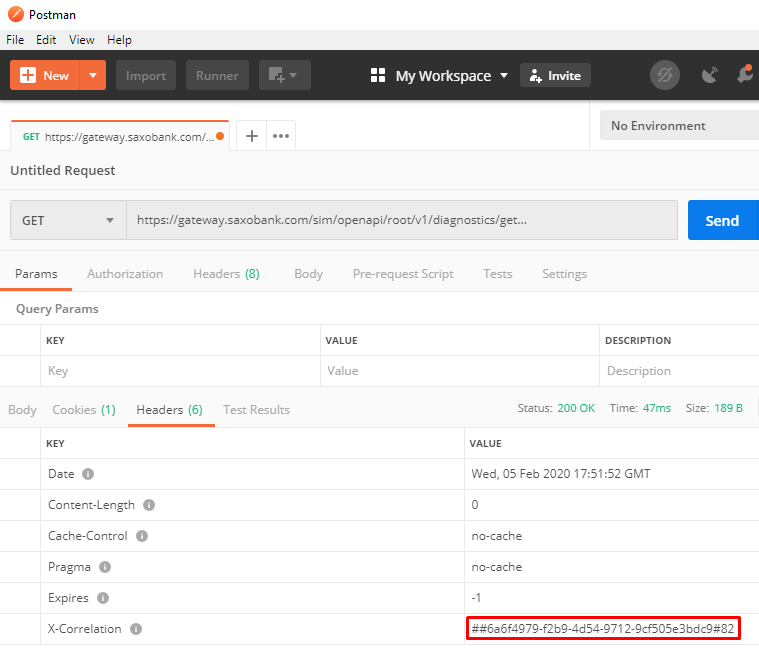 Postman
File Edit View Help
New Import Runner My Workspace Invite
GET https://gateway.saxobank.com/... + ••• No Environment
Untitled Request
GET https://gateway.saxobank.com/sim/openapi/root/v1/diagnostics/get... Send
Params Authorization Headers (8) Body Pre-request Script Tests Settings
Query Params
KEY VALUE DESCRIPTION
Key Value Description
Body Cookies (1) Headers (6) Test Results Status: 200 OK Time: 47ms Size: 189 B
KEY VALUE
Date Wed, 05 Feb 2020 17:51:52 GMT
Content-Length 0
Cache-Control no-cache
Pragma no-cache
Expires -1
X-Correlation ##6a6f4979-f2b9-4d54-9712-9cf505e3bdc9#82